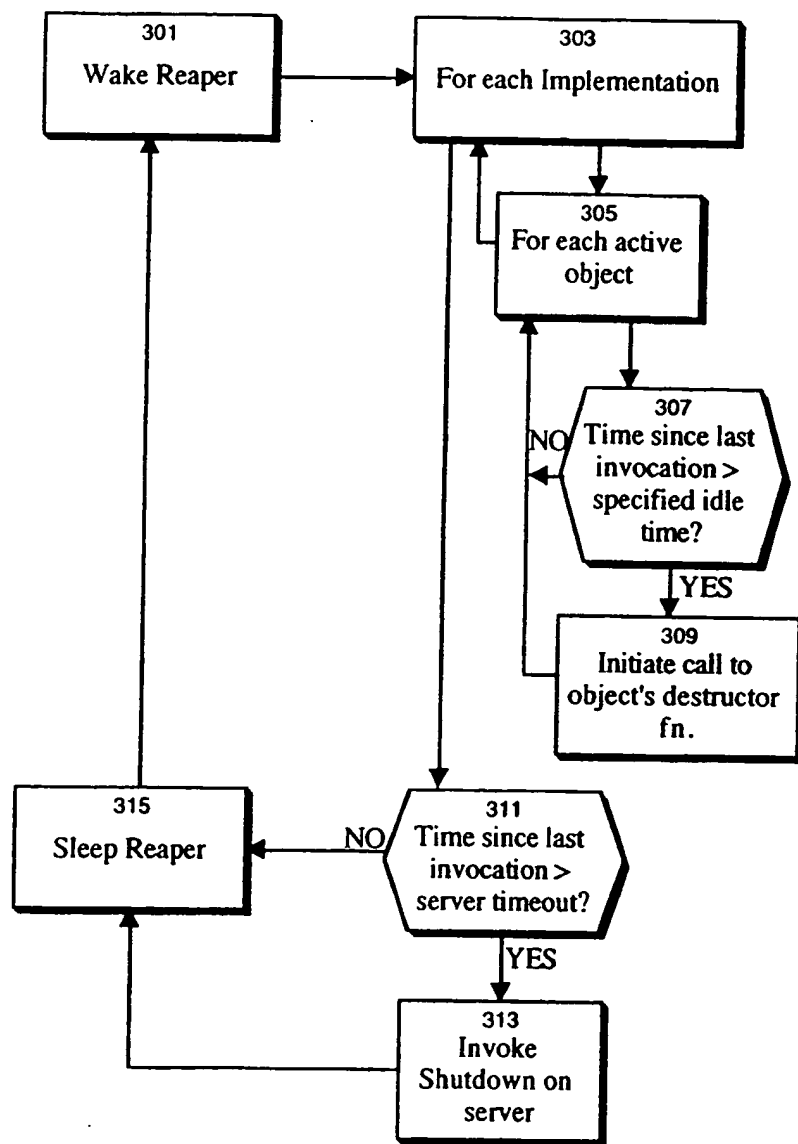 301
Wake Reaper
303
For each Implementation
305
For each active
object
307
Time since last
invocation >
specified idle
time?
NO
YES
309
Initiate call to
object's destructor
fn.
315
Sleep Reaper
NO
311
Time since last
invocation >
server timeout?
YES
313
Invoke
Shutdown on
server